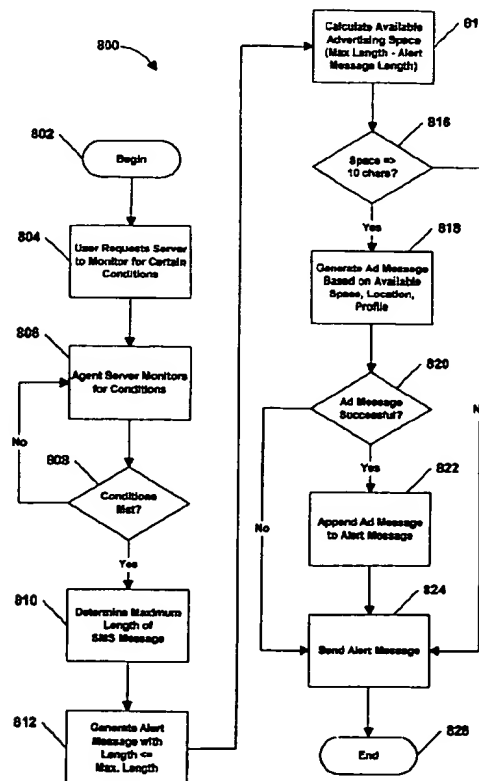 800
802
Begin
804
User Requests Server
to Monitor for Certain
Conditions
806
Agent Server Monitors
for Conditions
No
808
Conditions
Met?
Yes
810
Determine Maximum
Length of
SMS Message
812
Generate Alert
Message with
Length <=
Max. Length
81
Calculate Available
Advertising Space
(Max Length - Alert
Message Length)
816
Space =>
10 chars?
Yes
818
Generate Ad Message
Based on Available
Space, Location,
Profile
820
Ad Message
Successful?
N
Yes
No
822
Append Ad Message
to Alert Message
824
Send Alert Message
826
End